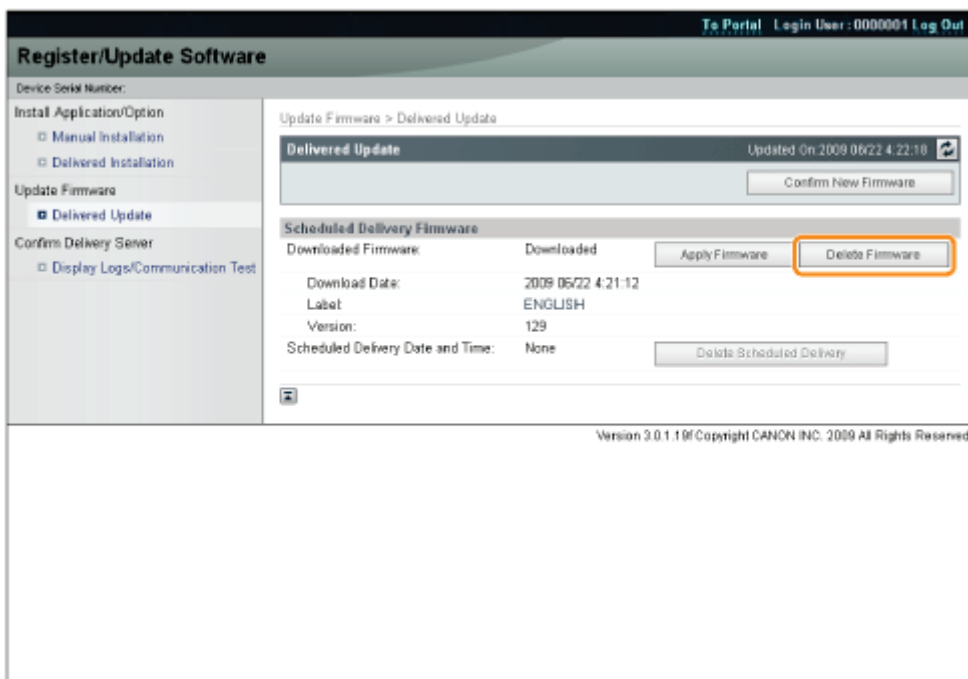 To Portal Login User : 0000001 Log Out
Register/Update Software
Device Serial Number:
Install Application/Option
Manual Installation
Delivered Installation
Update Firmware
Delivered Update
Confirm Delivery Server
Display Logs/Communication Test
Update Firmware > Delivered Update
Delivered Update Updated On:2009 06/22 4:22:18
Confirm New Firmware
Scheduled Delivery Firmware
Downloaded Firmware: Downloaded Apply Firmware Delete Firmware
Download Date: 2009 06/22 4:21:12
Label: ENGLISH
Version: 129
Scheduled Delivery Date and Time: None Delete Scheduled Delivery
Version 3.0.1.19f Copyright CANON INC. 2009 All Rights Reserved